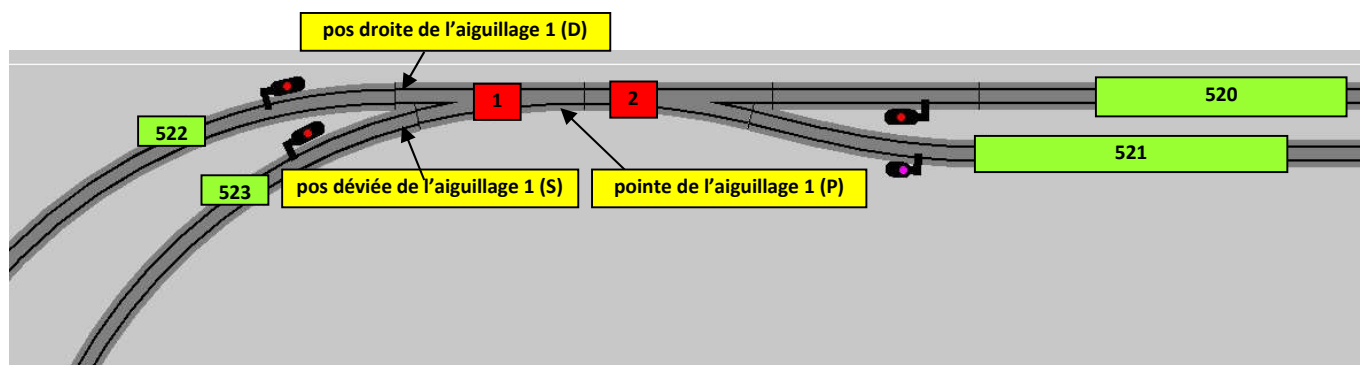 pos droite de l'aiguillage 1 (D)
1
2
520
522
521
523
pos déviée de l'aiguillage 1 (S)
pointe de l'aiguillage 1 (P)